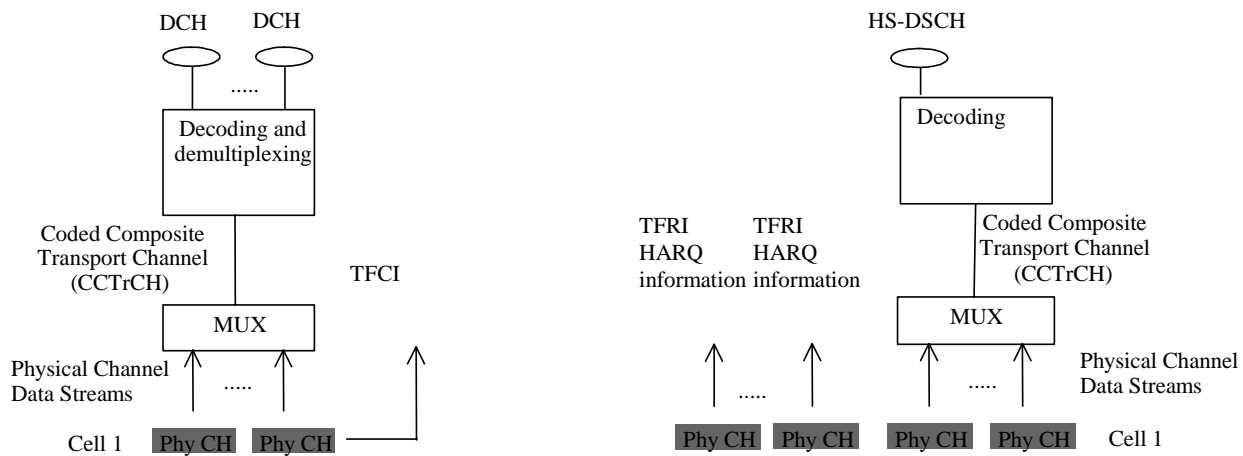 DCH DCH
.....
Decoding and
demultiplexing
Coded Composite
Transport Channel
(CCTrCH)
TFCI
MUX
Physical Channel
Data Streams
.....
Cell 1 Phy CH Phy CH
HS-DSCH
Decoding
TFRI
HARQ
information
TFRI
HARQ
information
Coded Composite
Transport Channel
(CCTrCH)
MUX
Physical Channel
Data Streams
.....
.....
Phy CH Phy CH Phy CH Phy CH Cell 1